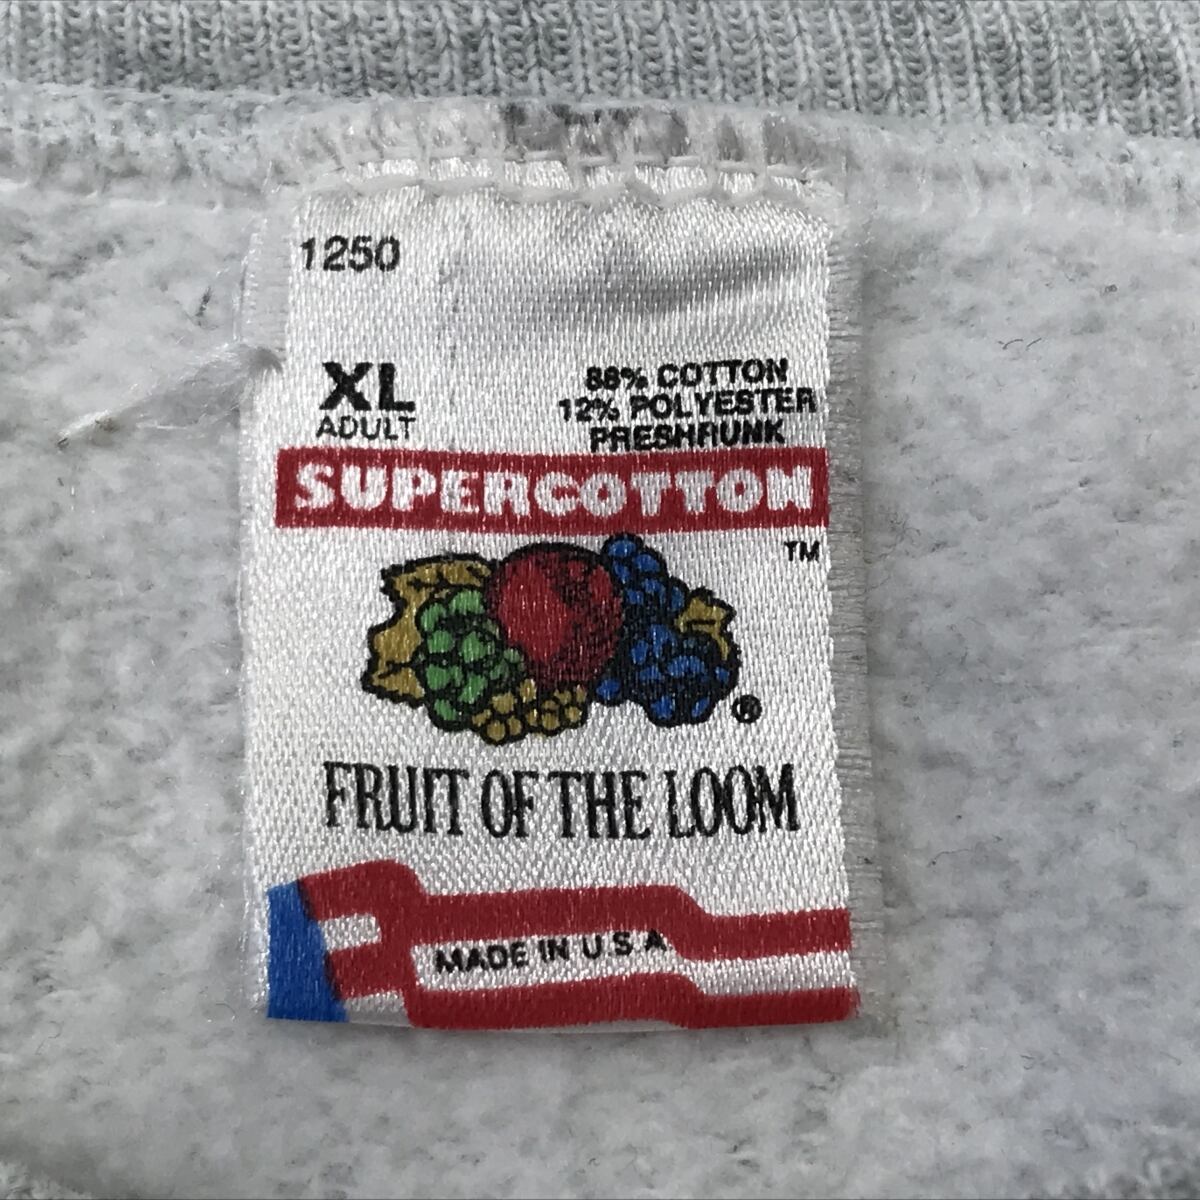 1250
XL
ADULT
88% COTTON
12% POLYESTER
PRESHRUNK
SUPERCOTTON
TM
®
FRUIT OF THE LOOM
MADE IN U.S.A.